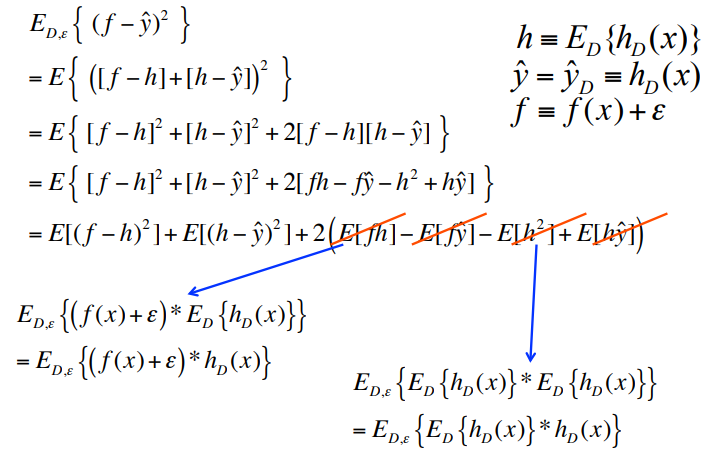 E_{D,ε}{ (f − ŷ)² }
= E{ ([f − h]+[h − ŷ])² }
= E{ [f − h]² +[h − ŷ]² + 2[f − h][h − ŷ] }
= E{ [f − h]² +[h − ŷ]² + 2[fh − fŷ − h² + hŷ] }
= E[(f − h)²]+ E[(h − ŷ)²]+ 2(E[fh]− E[fŷ]− E[h²]+ E[hŷ])
h ≡ E_D{h_D(x)}
ŷ = ŷ_D ≡ h_D(x)
f ≡ f(x)+ ε
E_{D,ε}{(f(x)+ ε)* E_D{h_D(x)}}
= E_{D,ε}{(f(x)+ ε)* h_D(x)}
E_{D,ε}{E_D{h_D(x)}* E_D{h_D(x)}}
= E_{D,ε}{E_D{h_D(x)}* h_D(x)}